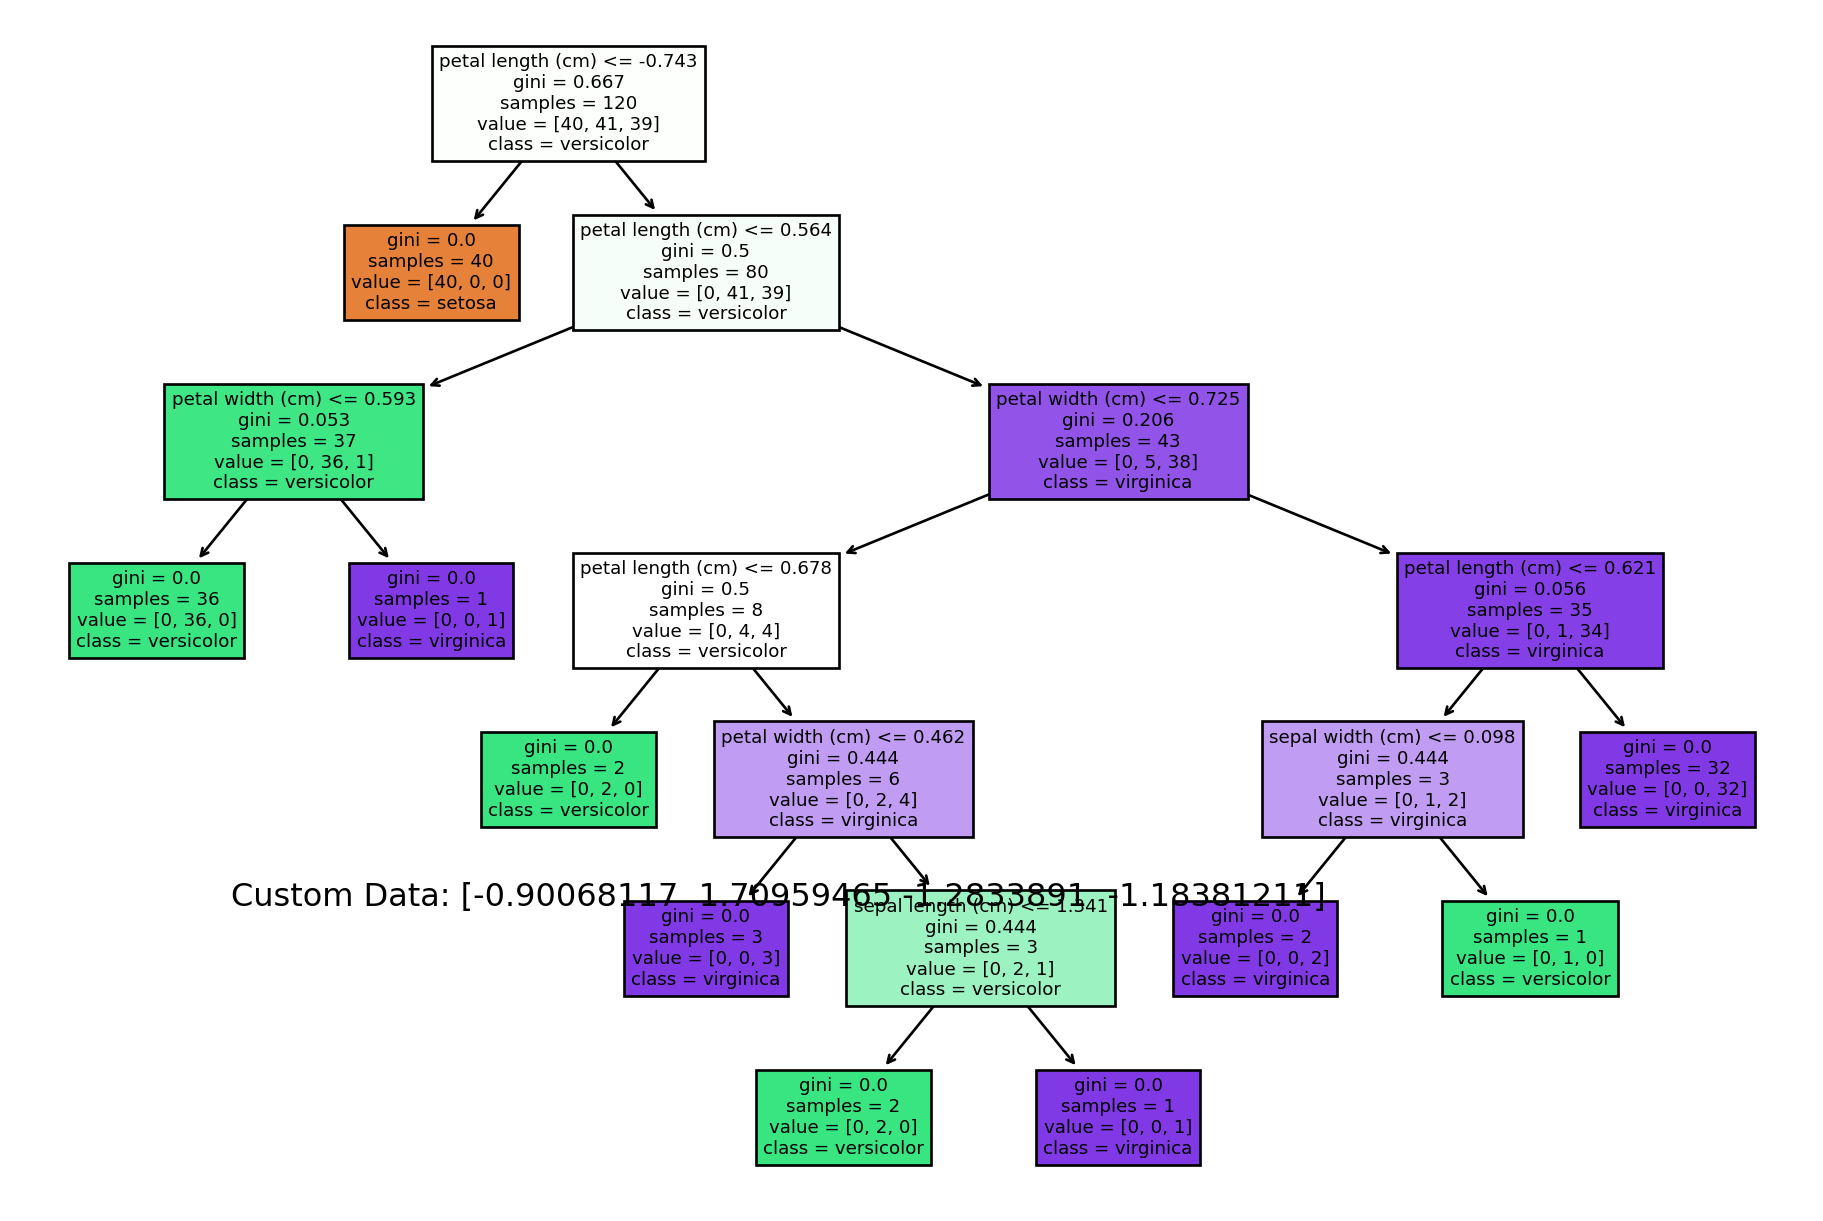 petal length (cm) <= -0.743
gini = 0.667
samples = 120
value = [40, 41, 39]
class = versicolor
gini = 0.0
samples = 40
value = [40, 0, 0]
class = setosa
petal length (cm) <= 0.564
gini = 0.5
samples = 80
value = [0, 41, 39]
class = versicolor
petal width (cm) <= 0.593
gini = 0.053
samples = 37
value = [0, 36, 1]
class = versicolor
petal width (cm) <= 0.725
gini = 0.206
samples = 43
value = [0, 5, 38]
class = virginica
gini = 0.0
samples = 36
value = [0, 36, 0]
class = versicolor
gini = 0.0
samples = 1
value = [0, 0, 1]
class = virginica
petal length (cm) <= 0.678
gini = 0.5
samples = 8
value = [0, 4, 4]
class = versicolor
petal length (cm) <= 0.621
gini = 0.056
samples = 35
value = [0, 1, 34]
class = virginica
gini = 0.0
samples = 2
value = [0, 2, 0]
class = versicolor
petal width (cm) <= 0.462
gini = 0.444
samples = 6
value = [0, 2, 4]
class = virginica
sepal width (cm) <= 0.098
gini = 0.444
samples = 3
value = [0, 1, 2]
class = virginica
gini = 0.0
samples = 32
value = [0, 0, 32]
class = virginica
Custom Data: [-0.90068117 1.70959465 -1.2833891 -1.18381211]
gini = 0.0
samples = 3
value = [0, 0, 3]
class = virginica
sepal length (cm) <= 1.341
gini = 0.444
samples = 3
value = [0, 2, 1]
class = versicolor
gini = 0.0
samples = 2
value = [0, 0, 2]
class = virginica
gini = 0.0
samples = 1
value = [0, 1, 0]
class = versicolor
gini = 0.0
samples = 2
value = [0, 2, 0]
class = versicolor
gini = 0.0
samples = 1
value = [0, 0, 1]
class = virginica